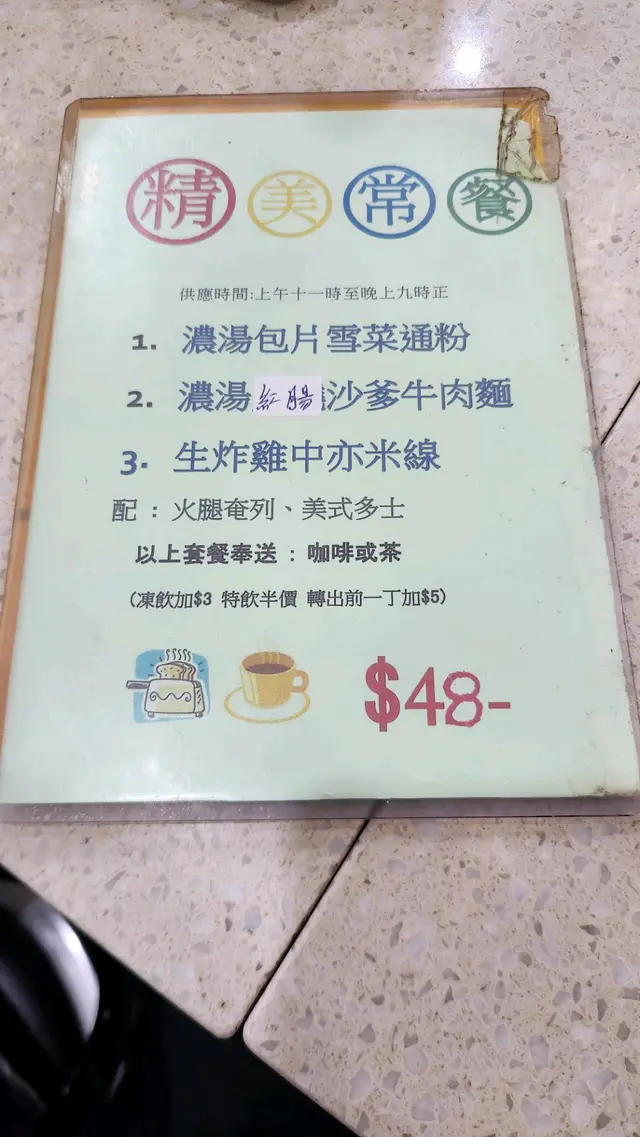 精美常餐
供應時間:上午十一時至晚上九時正
1. 濃湯包片雪菜通粉
2. 濃湯紅腸沙爹牛肉麵
3. 生炸雞中亦米線
配：火腿奄列、美式多士
以上套餐奉送：咖啡或茶
(凍飲加$3 特飲半價 轉出前一丁加$5)
$48-